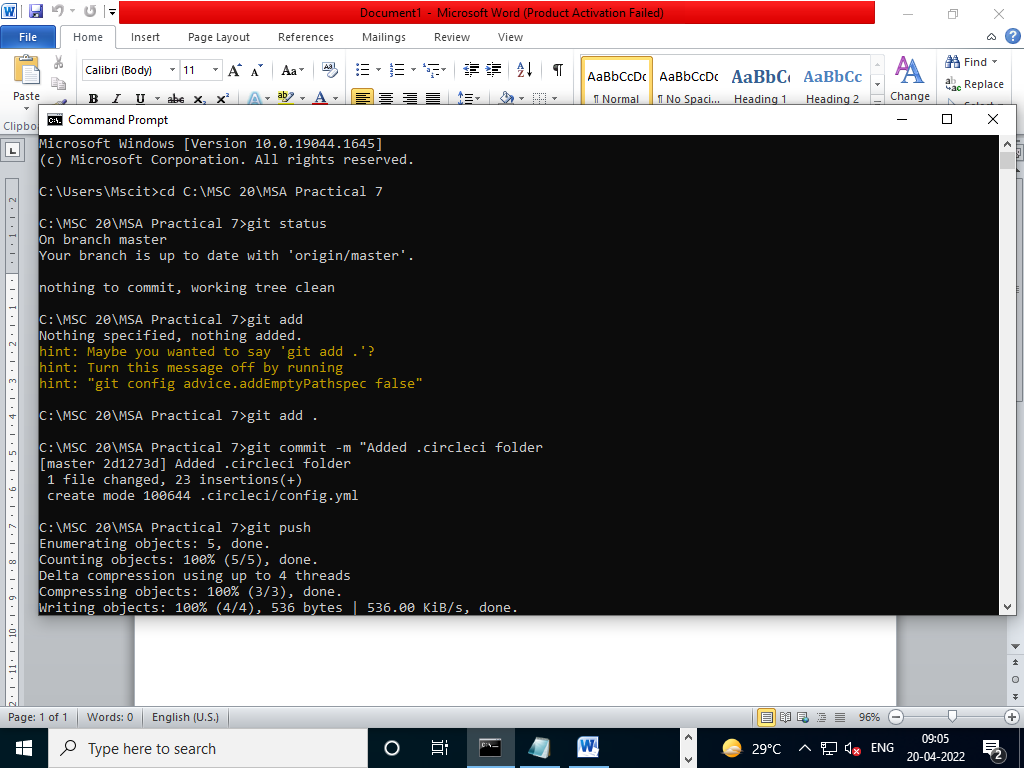 Document1 - Microsoft Word (Product Activation Failed)
File Home Insert Page Layout References Mailings Review View
Paste
Calibri (Body) 11
AaBbCcDc AaBbCcDc AaBbCc AaBbCc
¶ Normal ¶ No Spaci... Heading 1 Heading 2
Change
Find
Replace
Command Prompt
Microsoft Windows [Version 10.0.19044.1645]
(c) Microsoft Corporation. All rights reserved.
C:\Users\Mscit>cd C:\MSC 20\MSA Practical 7
C:\MSC 20\MSA Practical 7>git status
On branch master
Your branch is up to date with 'origin/master'.
nothing to commit, working tree clean
C:\MSC 20\MSA Practical 7>git add
Nothing specified, nothing added.
hint: Maybe you wanted to say 'git add .'?
hint: Turn this message off by running
hint: "git config advice.addEmptyPathspec false"
C:\MSC 20\MSA Practical 7>git add .
C:\MSC 20\MSA Practical 7>git commit -m "Added .circleci folder
[master 2d1273d] Added .circleci folder
1 file changed, 23 insertions(+)
create mode 100644 .circleci/config.yml
C:\MSC 20\MSA Practical 7>git push
Enumerating objects: 5, done.
Counting objects: 100% (5/5), done.
Delta compression using up to 4 threads
Compressing objects: 100% (3/3), done.
Writing objects: 100% (4/4), 536 bytes | 536.00 KiB/s, done.
Page: 1 of 1 Words: 0 English (U.S.) 96%
Type here to search
29°C ENG
09:05
20-04-2022
2